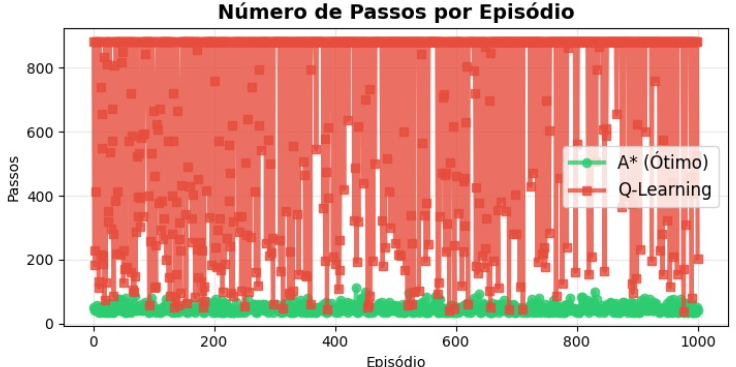 Número de Passos por Episódio
Passos
800
600
400
200
0
A* (Ótimo)
Q-Learning
0 200 400 600 800 1000
Episódio